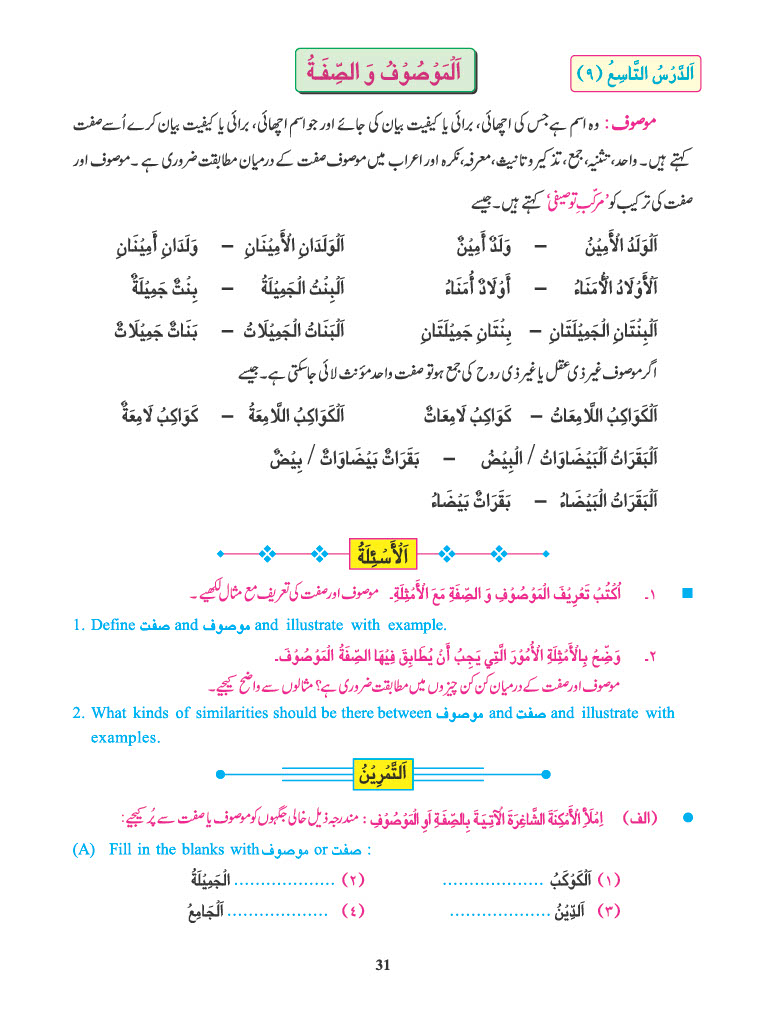 اَلدَّرْسُ التَّاسِعُ (۹)
اَلْمَوْصُوْفُ وَ الصِّفَةُ
موصوف : وہ اسم ہے جس کی اچھائی، برائی یا کیفیت بیان کی جائے اور جو اسم اچھائی، برائی یا کیفیت بیان کرے اُسے صفت
کہتے ہیں۔ واحد، تثنیہ، جمع، تذکیر و تانیث، معرفہ، نکرہ اور اعراب میں موصوف صفت کے درمیان مطابقت ضروری ہے ۔ موصوف اور
صفت کی ترکیب کو ’مرکّبِ توصیفی‘ کہتے ہیں۔ جیسے
اَلْوَلَدُ الْأَمِيْنُ – وَلَدٌ أَمِيْنٌ اَلْوَلَدَانِ الْأَمِيْنَانِ – وَلَدَانِ أَمِيْنَانِ
اَلْأَوْلَادُ الْأُمَنَاءُ – أَوْلَادٌ أُمَنَاءُ اَلْبِنْتُ الْجَمِيْلَةُ – بِنْتٌ جَمِيْلَةٌ
اَلْبِنْتَانِ الْجَمِيْلَتَانِ – بِنْتَانِ جَمِيْلَتَانِ اَلْبَنَاتُ الْجَمِيْلَاتُ – بَنَاتٌ جَمِيْلَاتٌ
اگر موصوف غیر ذی عقل یا غیر ذی روح کی جمع ہو تو صفت واحد مؤنث لائی جاسکتی ہے۔ جیسے
اَلْكَوَاكِبُ اللَّامِعَاتُ – كَوَاكِبُ لَامِعَاتٌ اَلْكَوَاكِبُ اللَّامِعَةُ – كَوَاكِبُ لَامِعَةٌ
اَلْبَقَرَاتُ الْبَيْضَاوَاتُ / الْبِيْضُ – بَقَرَاتٌ بَيْضَاوَاتٌ / بِيْضٌ
اَلْبَقَرَاتُ الْبَيْضَاءُ – بَقَرَاتٌ بَيْضَاءُ
اَلْأَسْئِلَةُ
۱۔ اُكْتُبْ تَعْرِيْفَ الْمَوْصُوْفِ وَ الصِّفَةِ مَعَ الْأَمْثِلَةِ۔ موصوف اور صفت کی تعریف مع مثال لکھیے ۔
1. Define صفت and موصوف and illustrate with example.
۲۔ وَضِّحْ بِالْأَمْثِلَةِ الْأُمُوْرَ الَّتِي يَجِبُ أَنْ يُطَابِقَ فِيْهَا الصِّفَةُ الْمَوْصُوْفَ۔
موصوف اور صفت کے درمیان کن کن چیزوں میں مطابقت ضروری ہے؟ مثالوں سے واضح کیجیے۔
2. What kinds of similarities should be there between موصوف and صفت and illustrate with
examples.
اَلتَّمْرِيْنُ
(الف) اِمْلَأْ الْأَمْكِنَةَ الشَّاغِرَةَ الْآتِيَةَ بِالصِّفَةِ أَوِ الْمَوْصُوْفِ : مندرجہ ذیل خالی جگہوں کو موصوف یا صفت سے پُر کیجیے :
(A) Fill in the blanks with موصوف or صفت :
(۱) اَلْكَوْكَبُ ................... (۲) ................... الْجَمِيْلَةُ
(۳) اَلدِّيْنُ ................... (٤) ................... اَلْجَامِعُ
31